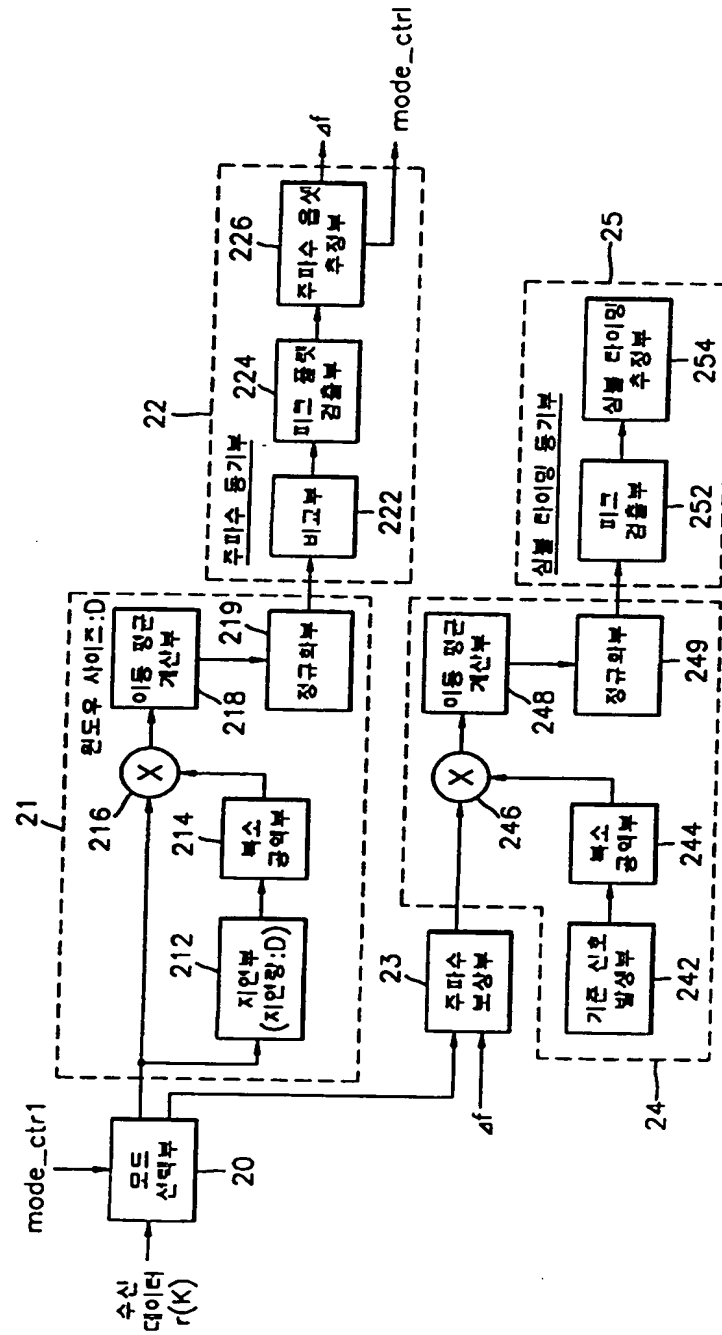 mode_ctrl
수신
데이터
r(K)
모드
선택부
20
21
윈도우 사이즈:D
지연부
(지연량:D)
212
복소
공액부
214
X
216
이동 평균
계산부
218
정규화부
219
22
주파수 동기부
비교부
222
피크 플랫
검출부
224
주파수 옵셋
추정부
226
⊿f
mode_ctrl
주파수
보상부
23
⊿f
24
기준 신호
발생부
242
복소
공액부
244
X
246
이동 평균
계산부
248
정규화부
249
25
심볼 타이밍 동기부
피크
검출부
252
심볼 타이밍
추정부
254